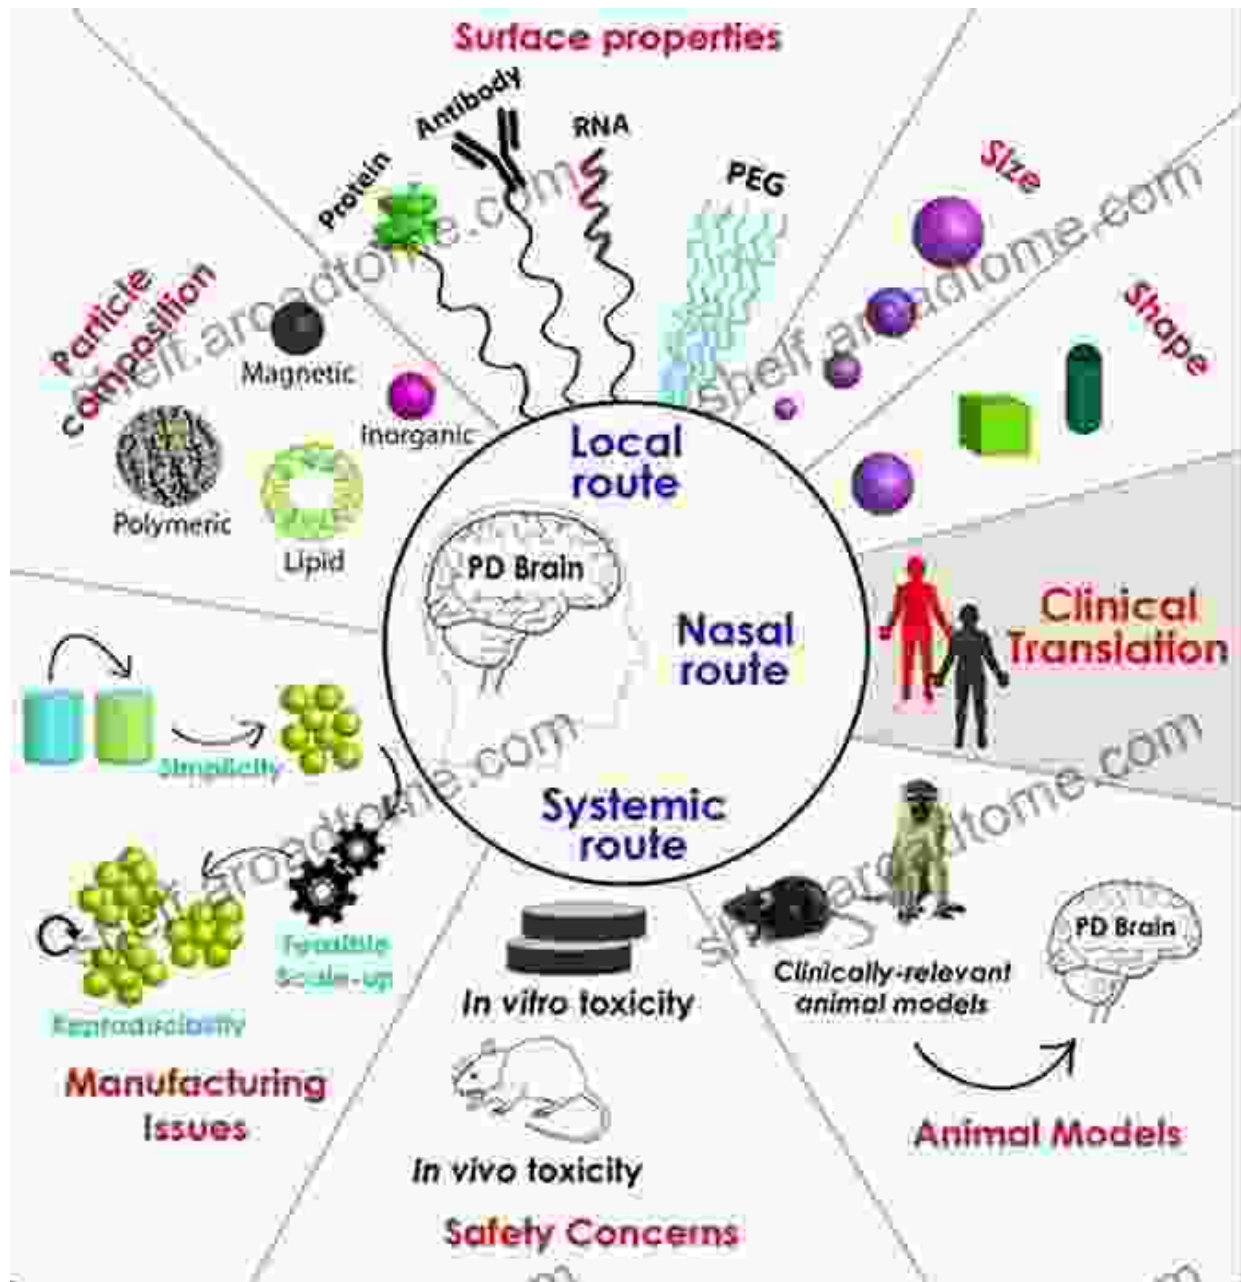 Surface properties
Protein
Antibody
RNA
PEG
Size
Shape
Particle
composition
Magnetic
Inorganic
Polymeric
Lipid
Local
route
PD Brain
Nasal
route
Systemic
route
Clinical
Translation
Simplicity
Feasible
Scale-up
Reproducibility
Manufacturing
Issues
In vitro toxicity
In vivo toxicity
Safety Concerns
Clinically-relevant
animal models
PD Brain
Animal Models
shelf.aroadtome.com
shelf.aroadtome.com
shelf.aroadtome.com
shelf.aroadtome.com